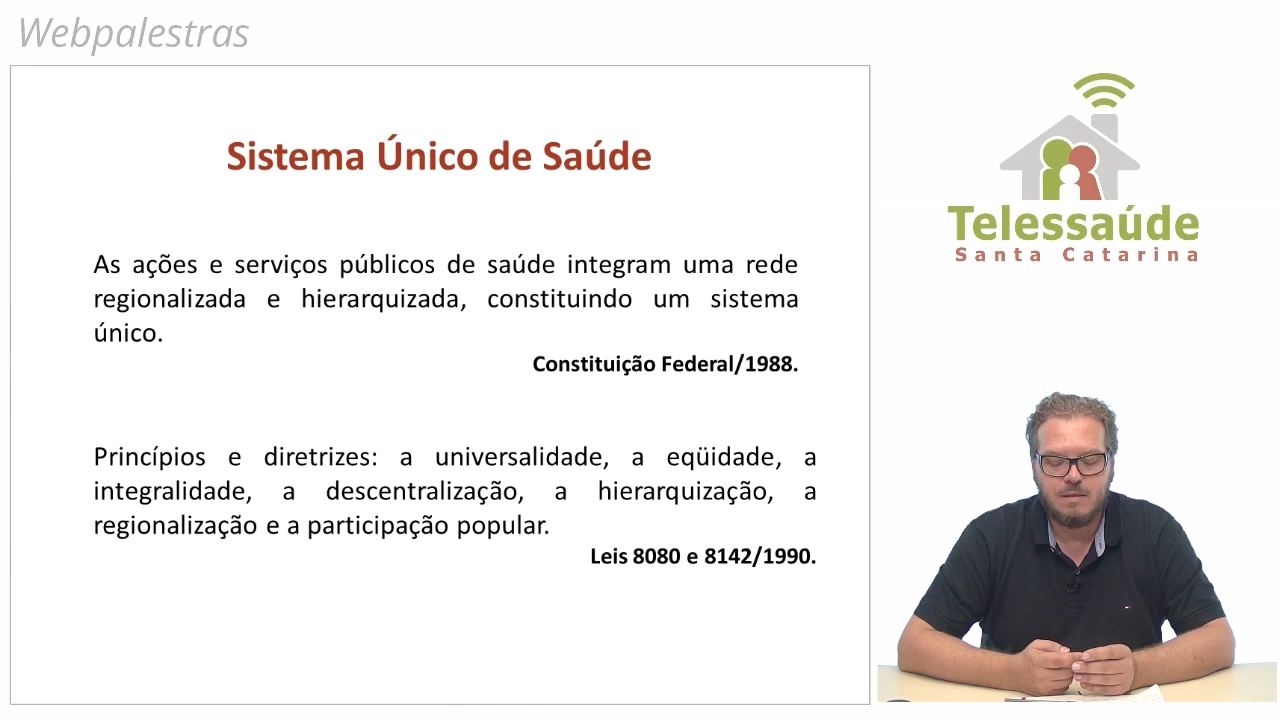 Webpalestras
Sistema Único de Saúde
As ações e serviços públicos de saúde integram uma rede
regionalizada e hierarquizada, constituindo um sistema
único.
Constituição Federal/1988.
Princípios e diretrizes: a universalidade, a eqüidade, a
integralidade, a descentralização, a hierarquização, a
regionalização e a participação popular.
Leis 8080 e 8142/1990.
Telessaúde
Santa Catarina